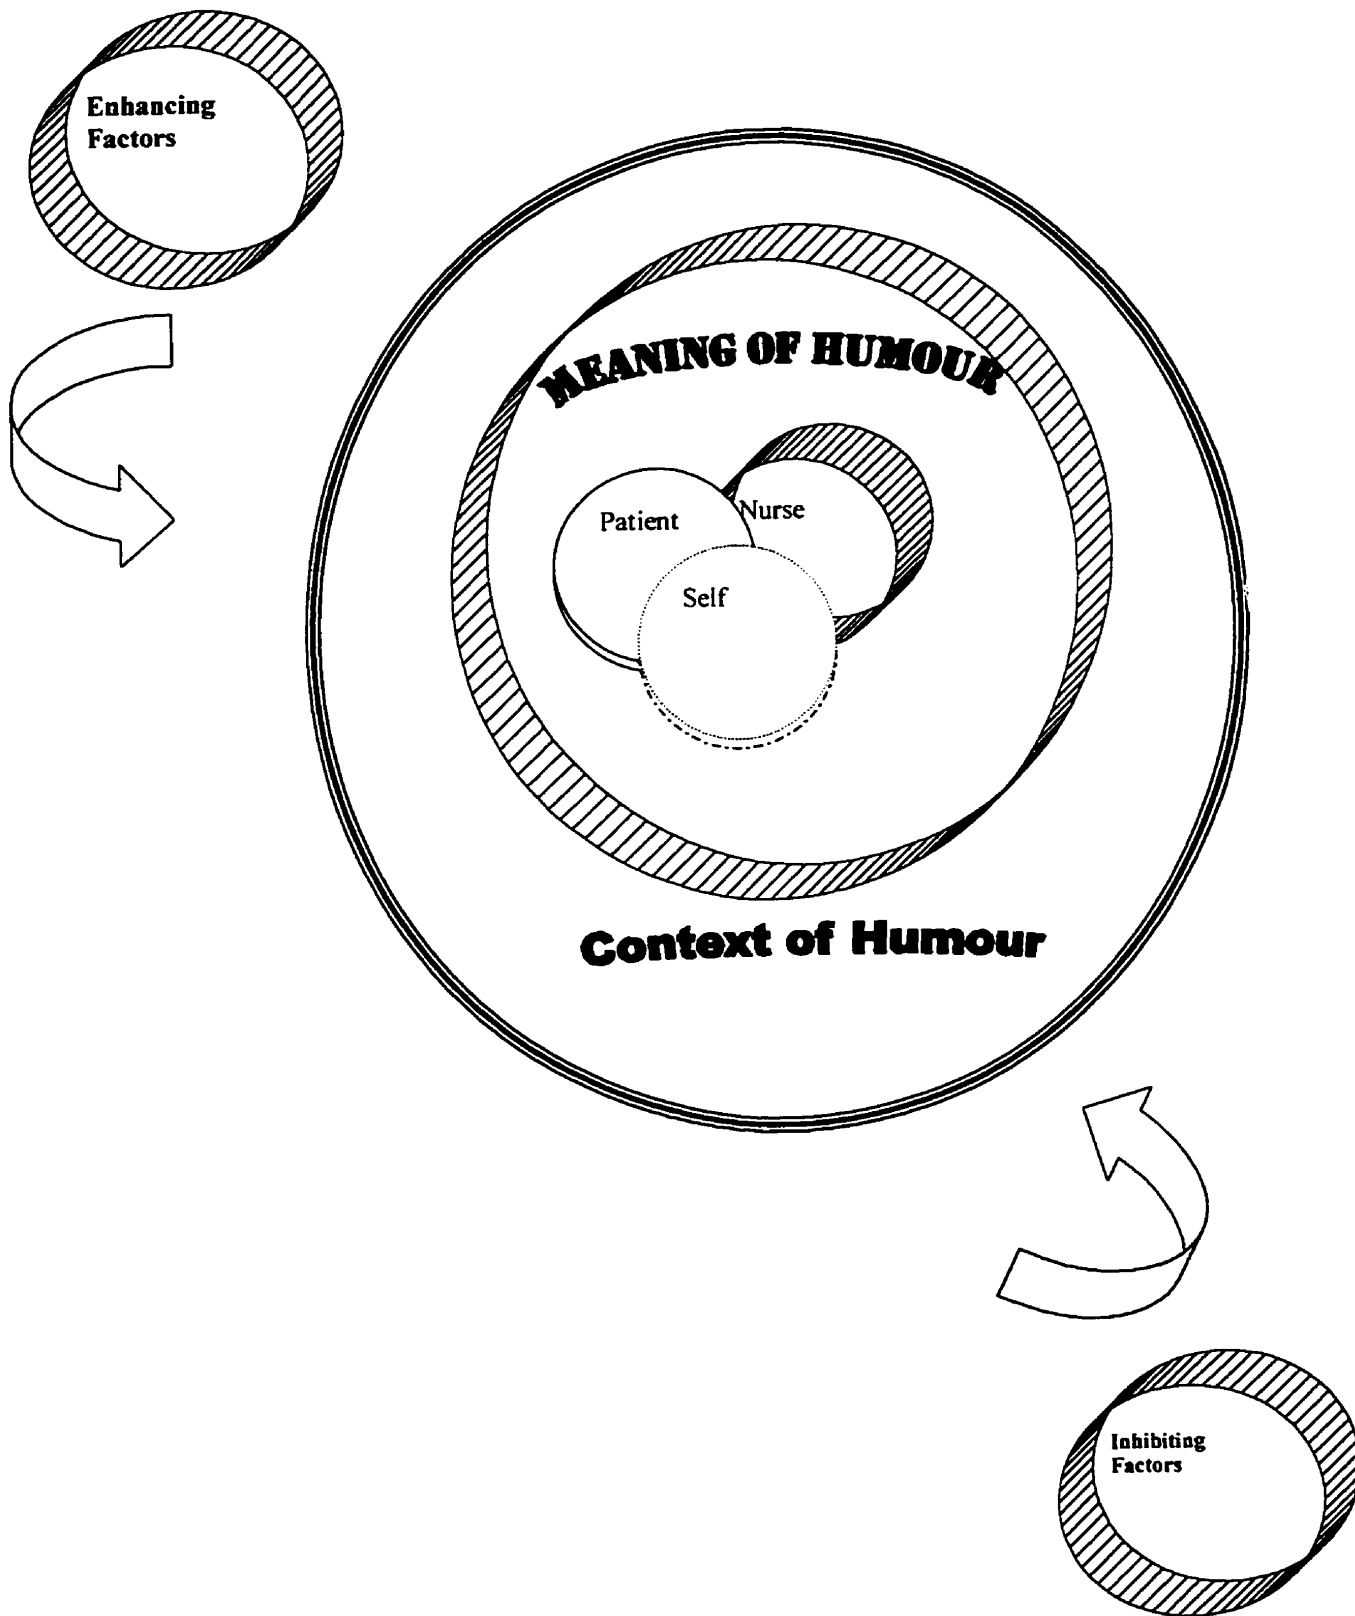 Enhancing
Factors
MEANING OF HUMOUR
Patient
Nurse
Self
Context of Humour
Inhibiting
Factors